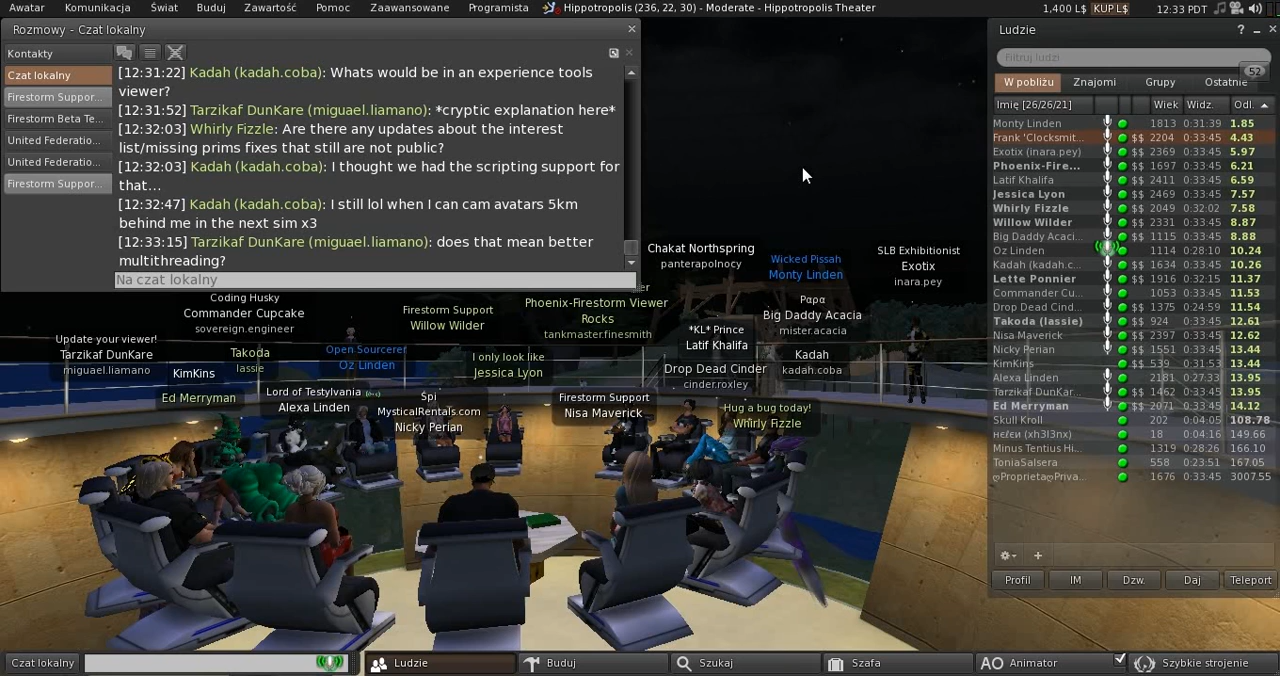 Awatar Komunikacja Świat Buduj Zawartość Pomoc Zaawansowane Programista Hippotropolis (236, 22, 30) - Moderate - Hippotropolis Theater 1,400 L$ KUP L$ 12:33 PDT
Rozmowy - Czat lokalny
Kontakty
Czat lokalny
Firestorm Suppor...
Firestorm Beta Te...
United Federatio...
United Federatio...
Firestorm Suppor...
[12:31:22] Kadah (kadah.coba): Whats would be in an experience tools
viewer?
[12:31:52] Tarzikaf DunKare (miguael.liamano): *cryptic explanation here*
[12:32:03] Whirly Fizzle: Are there any updates about the interest
list/missing prims fixes that still are not public?
[12:32:03] Kadah (kadah.coba): I thought we had the scripting support for
that...
[12:32:47] Kadah (kadah.coba): I still lol when I can cam avatars 5km
behind me in the next sim x3
[12:33:15] Tarzikaf DunKare (miguael.liamano): does that mean better
multithreading?
Na czat lokalny
Chakat Northspring
panterapolnocy
Wicked Pissah
Monty Linden
SLB Exhibitionist
Exotix
inara.pey
Coding Husky
Commander Cupcake
sovereign.engineer
Firestorm Support
Willow Wilder
Phoenix-Firestorm Viewer
Rocks
tankmaster.finesmith
Papa
Big Daddy Acacia
mister.acacia
*KL* Prince
Latif Khalifa
Update your viewer!
Tarzikaf DunKare
miguael.liamano
Takoda
lassie
Open Sourcerer
Oz Linden
I only look like
Jessica Lyon
Drop Dead Cinder
cinder.roxley
Kadah
kadah.coba
KimKins
Ed Merryman
Lord of Testylvania
Alexa Linden
Śpi
MysticalRentals.com
Nicky Perian
Firestorm Support
Nisa Maverick
Hug a bug today!
Whirly Fizzle
Ludzie
Filtruj ludzi
52
W pobliżu Znajomi Grupy Ostatnie
Imię [26/26/21] Wiek Widz. Odl.
Monty Linden 1813 0:31:39 1.85
Frank 'Clocksmit... $$ 2204 0:33:45 4.43
Exotix (inara.pey) $$ 2369 0:33:45 5.97
Phoenix-Fire... $$ 1697 0:33:45 6.21
Latif Khalifa $$ 2411 0:33:45 6.59
Jessica Lyon $$ 2469 0:33:45 7.57
Whirly Fizzle $$ 2049 0:32:02 7.58
Willow Wilder $$ 2331 0:33:45 8.87
Big Daddy Acaci... $$ 1115 0:33:45 8.88
Oz Linden 1114 0:28:10 10.24
Kadah (kadah.c... $$ 1634 0:33:45 10.26
Lette Ponnier $$ 1916 0:32:15 11.37
Commander Cu... 1053 0:33:45 11.53
Drop Dead Cind... $$ 1375 0:24:59 11.54
Takoda (lassie) $$ 924 0:33:45 12.61
Nisa Maverick $$ 2397 0:33:45 12.62
Nicky Perian $$ 1551 0:33:45 13.44
KimKins $$ 539 0:31:53 13.44
Alexa Linden 2181 0:27:33 13.95
Tarzikaf DunKar... $$ 1462 0:33:45 13.95
Ed Merryman $$ 2071 0:33:45 14.12
Skull Kroll 202 0:04:05 108.78
18 0:04:16 149.66
Minus Tentius Hi... 1319 0:28:26 166.10
ToniaSalsera 558 0:23:51 167.05
1676 0:33:45 3007.55
Profil IM Dzw. Daj Teleport
Czat lokalny Ludzie Buduj Szukaj Szafa AO Animator Szybkie strojenie